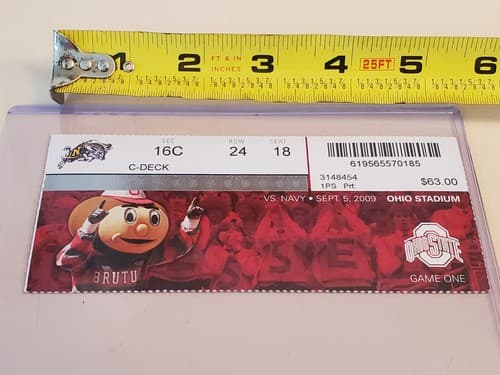 1 2 3 4 5 6
FT & IN
INCHES
25FT
SEC ROW SEAT
16C 24 18
C-DECK
619565570185
3148454
1PS Prt:
$63.00
VS. NAVY • SEPT. 5, 2009 OHIO STADIUM
BRUTU
OHIO STATE
GAME ONE